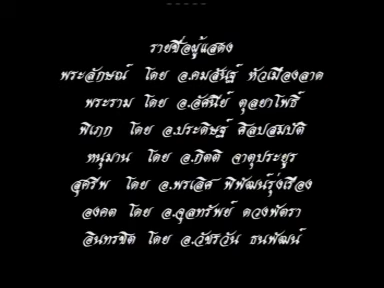 รายชื่อผู้แสดง
พระลักษณ์ โดย อ.คมสันฐ หัวเมืองลาด
พระราม โดย อ.อัศนีย์ ตุลยาโพธิ์
พิเภก โดย อ.ประดิษฐ์ ศิลปสมบัติ
หนุมาน โดย อ.กิตติ จาตุประยูร
สุครีพ โดย อ.พรเลิศ พิพัฒน์รุ่งเรือง
องคต โดย อ.จุลทรัพย์ ดวงพัตรา
อินทรชิต โดย อ.วัชรวัน ธนพัฒน์